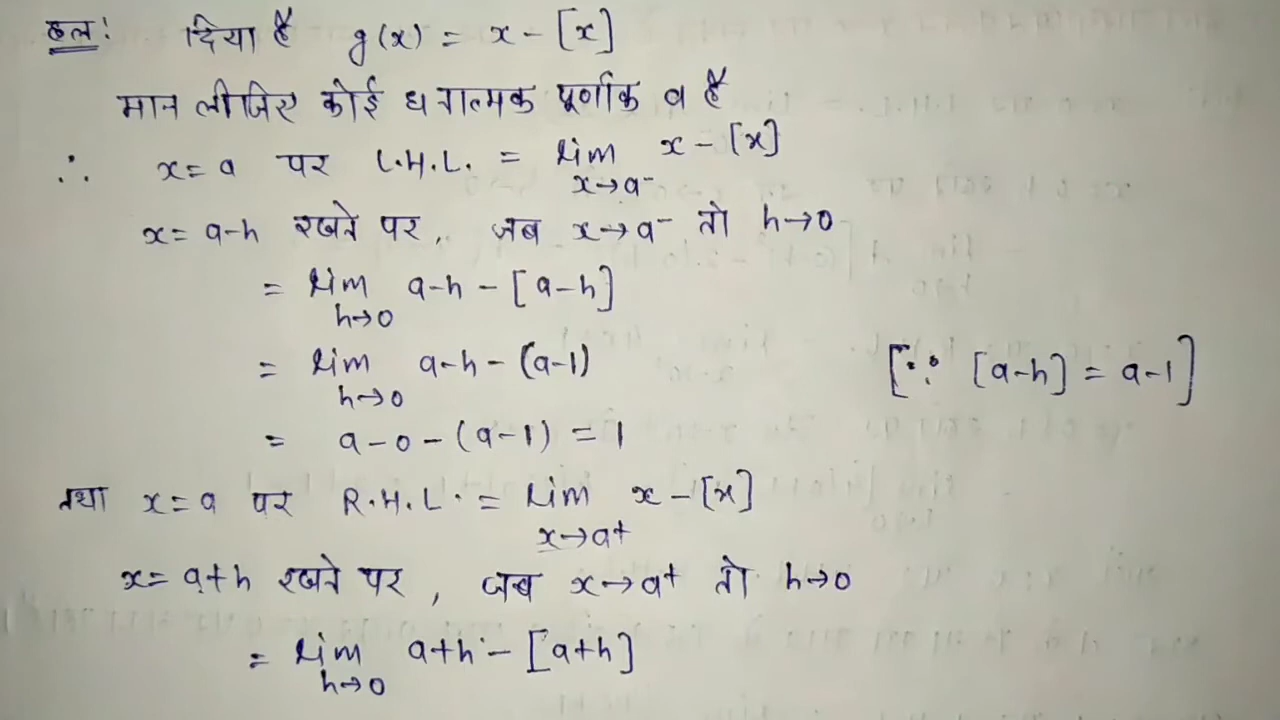 हल: दिया है g(x) = x - [x]
मान लीजिए कोई धनात्मक पूर्णांक a है
∴ x = a पर L.H.L. = lim x→a⁻ x - [x]
x = a-h रखने पर, जब x→a⁻ तो h→0
= lim h→0 a-h - [a-h]
= lim h→0 a-h - (a-1) [∵ [a-h] = a-1]
= a-0-(a-1) = 1
तथा x = a पर R.H.L. = lim x→a+ x - [x]
x = a+h रखने पर, जब x→a+ तो h→0
= lim h→0 a+h - [a+h]